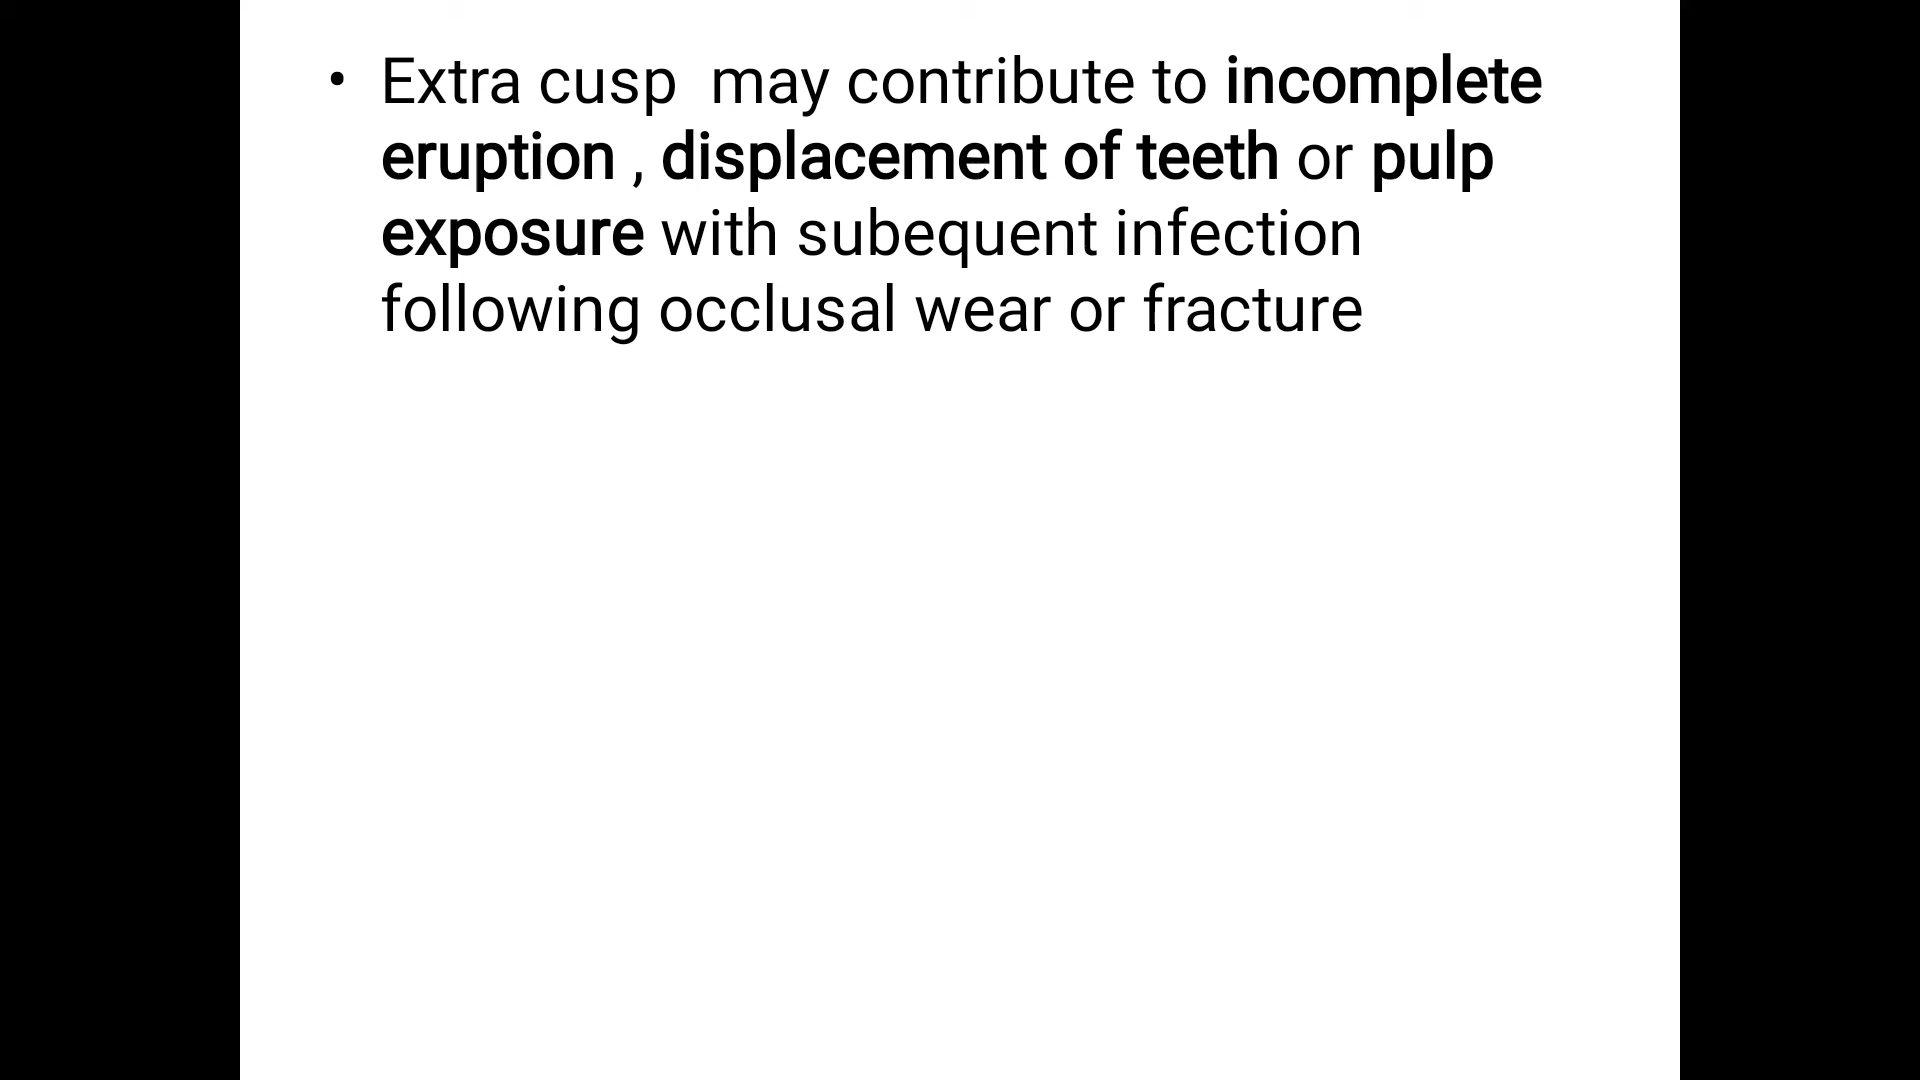 • Extra cusp  may contribute to incomplete
eruption , displacement of teeth or pulp
exposure with subequent infection
following occlusal wear or fracture